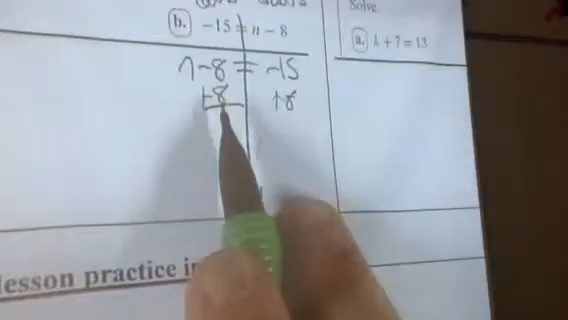 b. -15 = n - 8
n - 8 = -15
+8 +8
Solve
a. k + 7 = 13
lesson practice